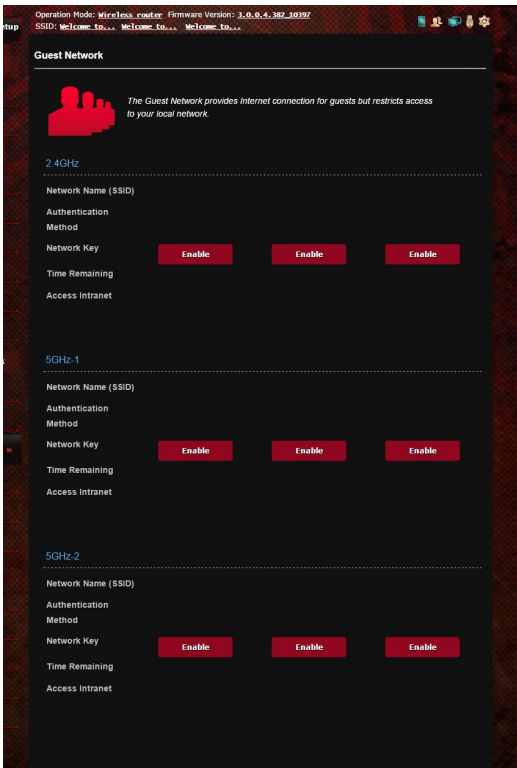 Operation Mode: Wireless router Firmware Version: 3.0.0.4.382_10397
etup
SSID: Welcome to... Welcome to... Welcome to...
Guest Network
The Guest Network provides Internet connection for guests but restricts access
to your local network.
2.4GHz
Network Name (SSID)
Authentication
Method
Network Key
Enable Enable Enable
Time Remaining
Access Intranet
5GHz-1
Network Name (SSID)
Authentication
Method
Network Key
Enable Enable Enable
Time Remaining
Access Intranet
5GHz-2
Network Name (SSID)
Authentication
Method
Network Key
Enable Enable Enable
Time Remaining
Access Intranet